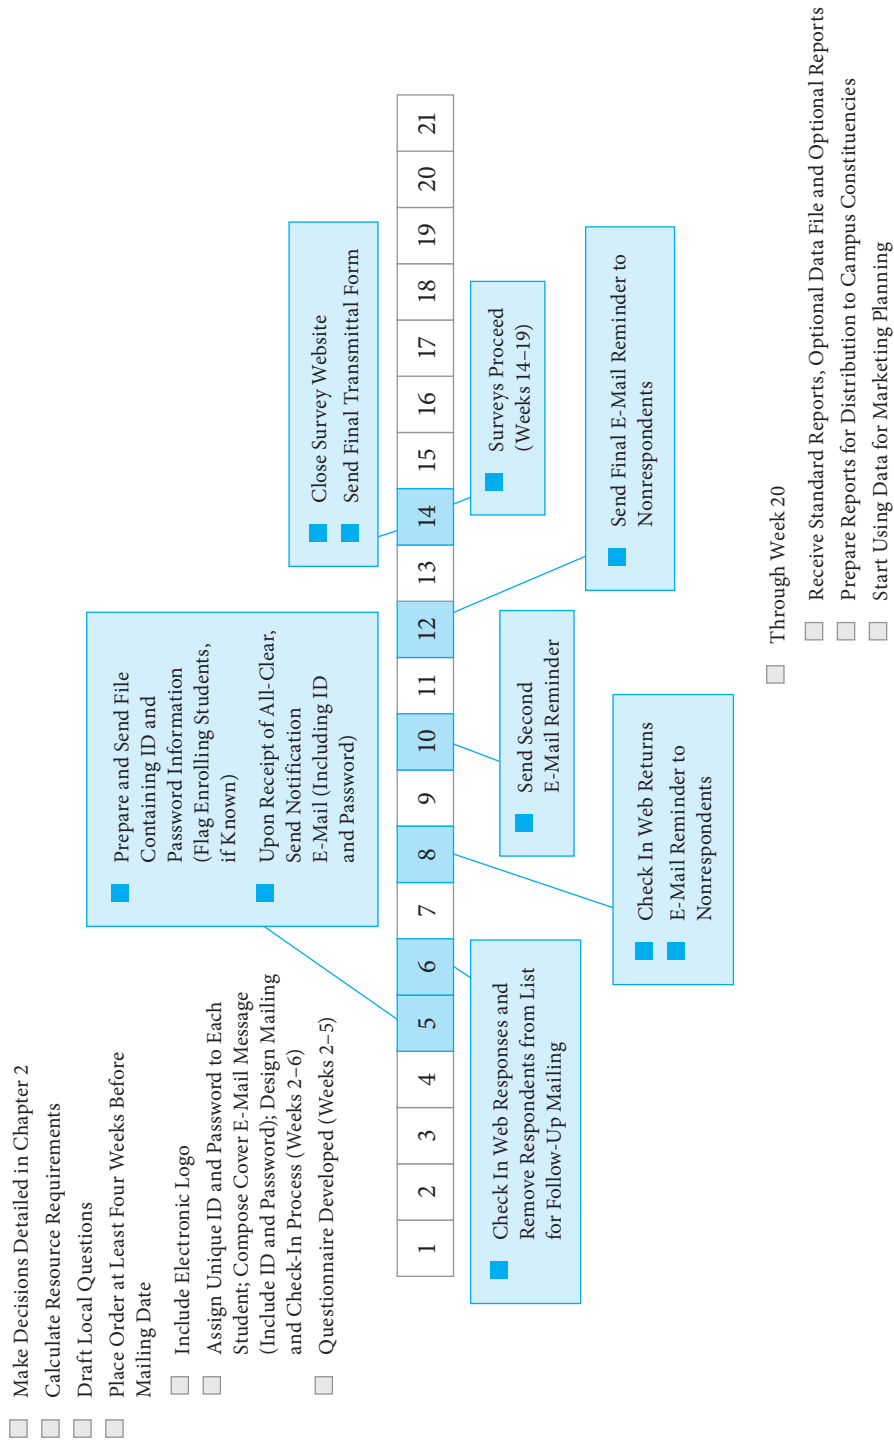 Make Decisions Detailed in Chapter 2
Calculate Resource Requirements
Draft Local Questions
Place Order at Least Four Weeks Before
Mailing Date
Include Electronic Logo
Assign Unique ID and Password to Each
Student; Compose Cover E-Mail Message
(Include ID and Password); Design Mailing
and Check-In Process (Weeks 2–6)
Questionnaire Developed (Weeks 2–5)
Prepare and Send File
Containing ID and
Password Information
(Flag Enrolling Students,
if Known)
Upon Receipt of All-Clear,
Send Notification
E-Mail (Including ID
and Password)
Close Survey Website
Send Final Transmittal Form
1 2 3 4 5 6 7 8 9 10 11 12 13 14 15 16 17 18 19 20 21
Check In Web Responses and
Remove Respondents from List
for Follow-Up Mailing
Check In Web Returns
E-Mail Reminder to
Nonrespondents
Send Second
E-Mail Reminder
Send Final E-Mail Reminder to
Nonrespondents
Surveys Proceed
(Weeks 14–19)
Through Week 20
Receive Standard Reports, Optional Data File and Optional Reports
Prepare Reports for Distribution to Campus Constituencies
Start Using Data for Marketing Planning